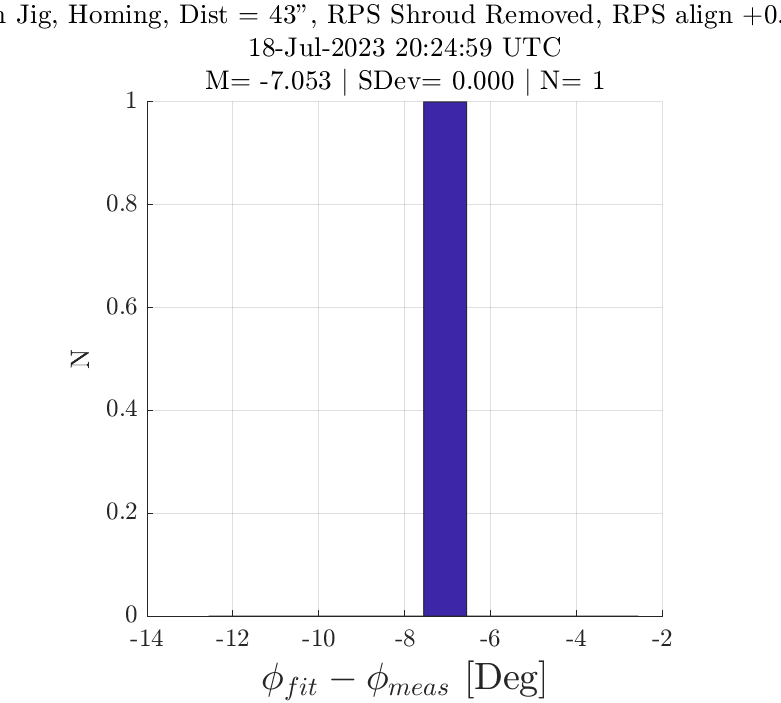 Jig, Homing, Dist = 43”, RPS Shroud Removed, RPS align +0.
18-Jul-2023 20:24:59 UTC
M= -7.053 | SDev= 0.000 | N= 1
1
0.8
0.6
N
0.4
0.2
0
-14 -12 -10 -8 -6 -4 -2
ϕ_fit − ϕ_meas [Deg]